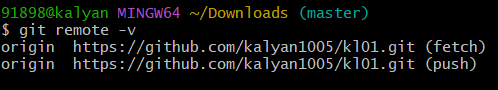 91898@kalyan MINGW64 ~/Downloads (master)
$ git remote -v
origin  https://github.com/kalyan1005/kl01.git (fetch)
origin  https://github.com/kalyan1005/kl01.git (push)